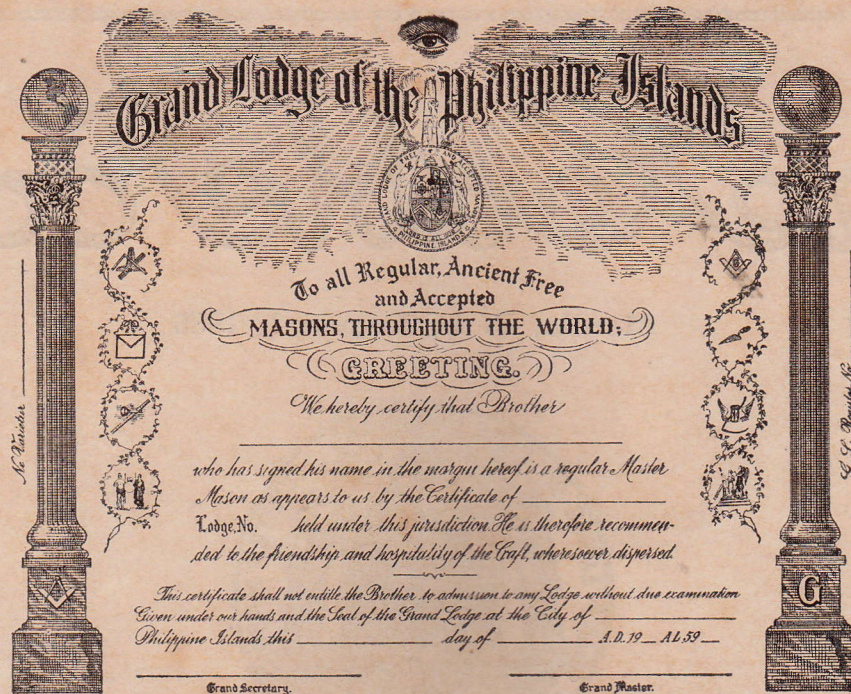 Grand Lodge of the Philippine Islands
To all Regular, Ancient Free
and Accepted
MASONS, THROUGHOUT THE WORLD;
GREETING.
We hereby certify that Brother
who has signed his name in the margin hereof is a regular Master
Mason as appears to us by the Certificate of
Lodge, No. held under this jurisdiction. He is therefore recommen-
ded to the friendship and hospitality of the Craft, wheresoever dispersed.
This certificate shall not entitle the Brother to admission to any Lodge without due examination
Given under our hands and the Seal of the Grand Lodge at the City of
Philippine Islands this day of A.D. 19 A.L. 59
Grand Secretary.
Grand Master.
Ne Varietur
G
PHILIPPINE ISLANDS